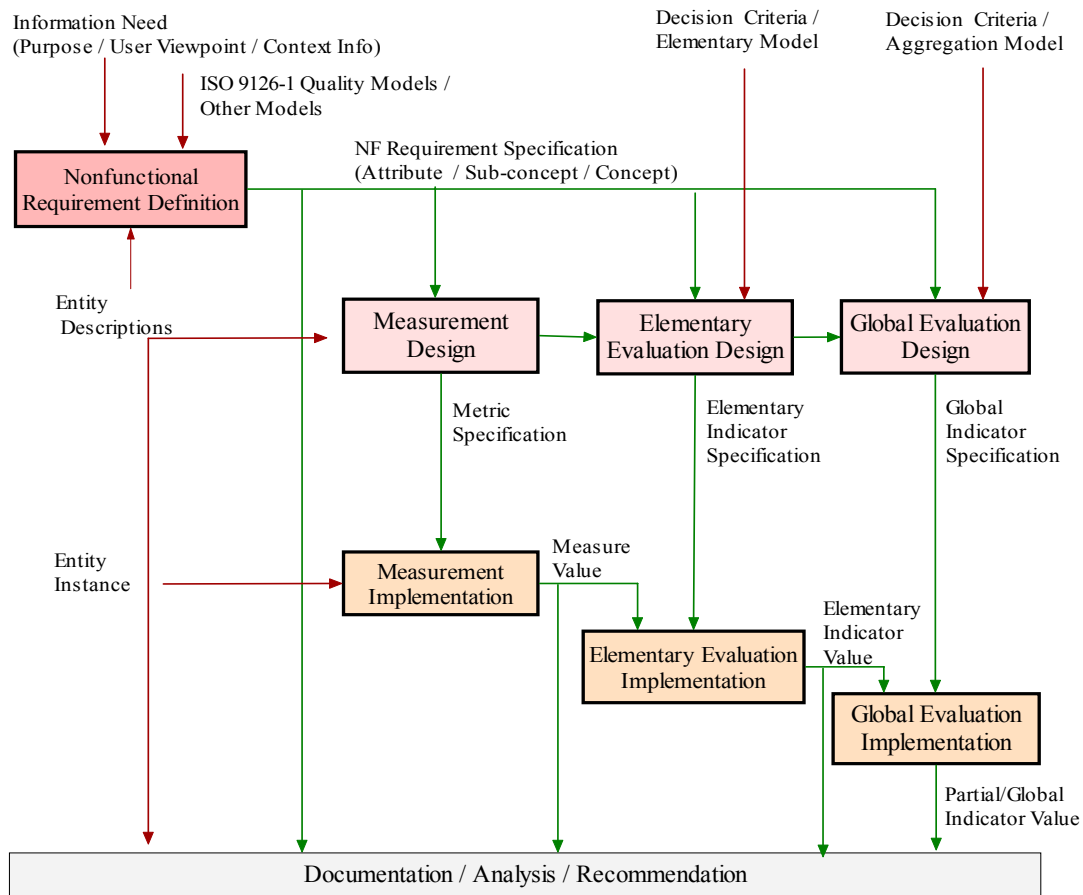 Information Need
(Purpose / User Viewpoint / Context Info)
ISO 9126-1 Quality Models /
Other Models
Decision Criteria /
Elementary Model
Decision Criteria /
Aggregation Model
Nonfunctional
Requirement Definition
NF Requirement Specification
(Attribute / Sub-concept / Concept)
Entity
Descriptions
Measurement
Design
Elementary
Evaluation Design
Global Evaluation
Design
Metric
Specification
Elementary
Indicator
Specification
Global
Indicator
Specification
Entity
Instance
Measurement
Implementation
Measure
Value
Elementary Evaluation
Implementation
Elementary
Indicator
Value
Global Evaluation
Implementation
Partial/Global
Indicator Value
Documentation / Analysis / Recommendation